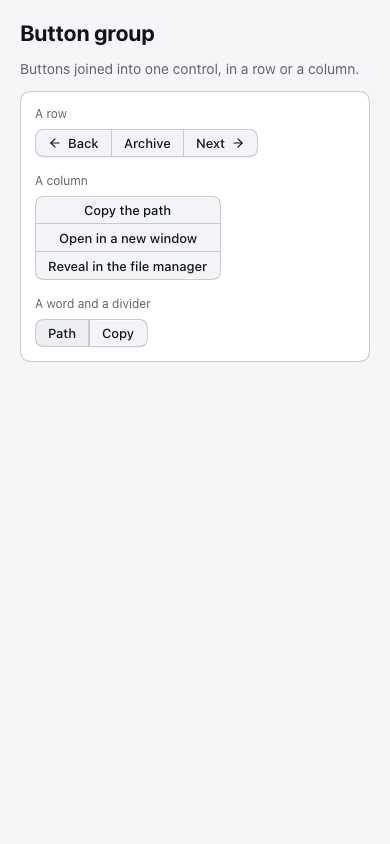 Button group
Buttons joined into one control, in a row or a column.
A row
← Back Archive Next →
A column
Copy the path
Open in a new window
Reveal in the file manager
A word and a divider
Path Copy